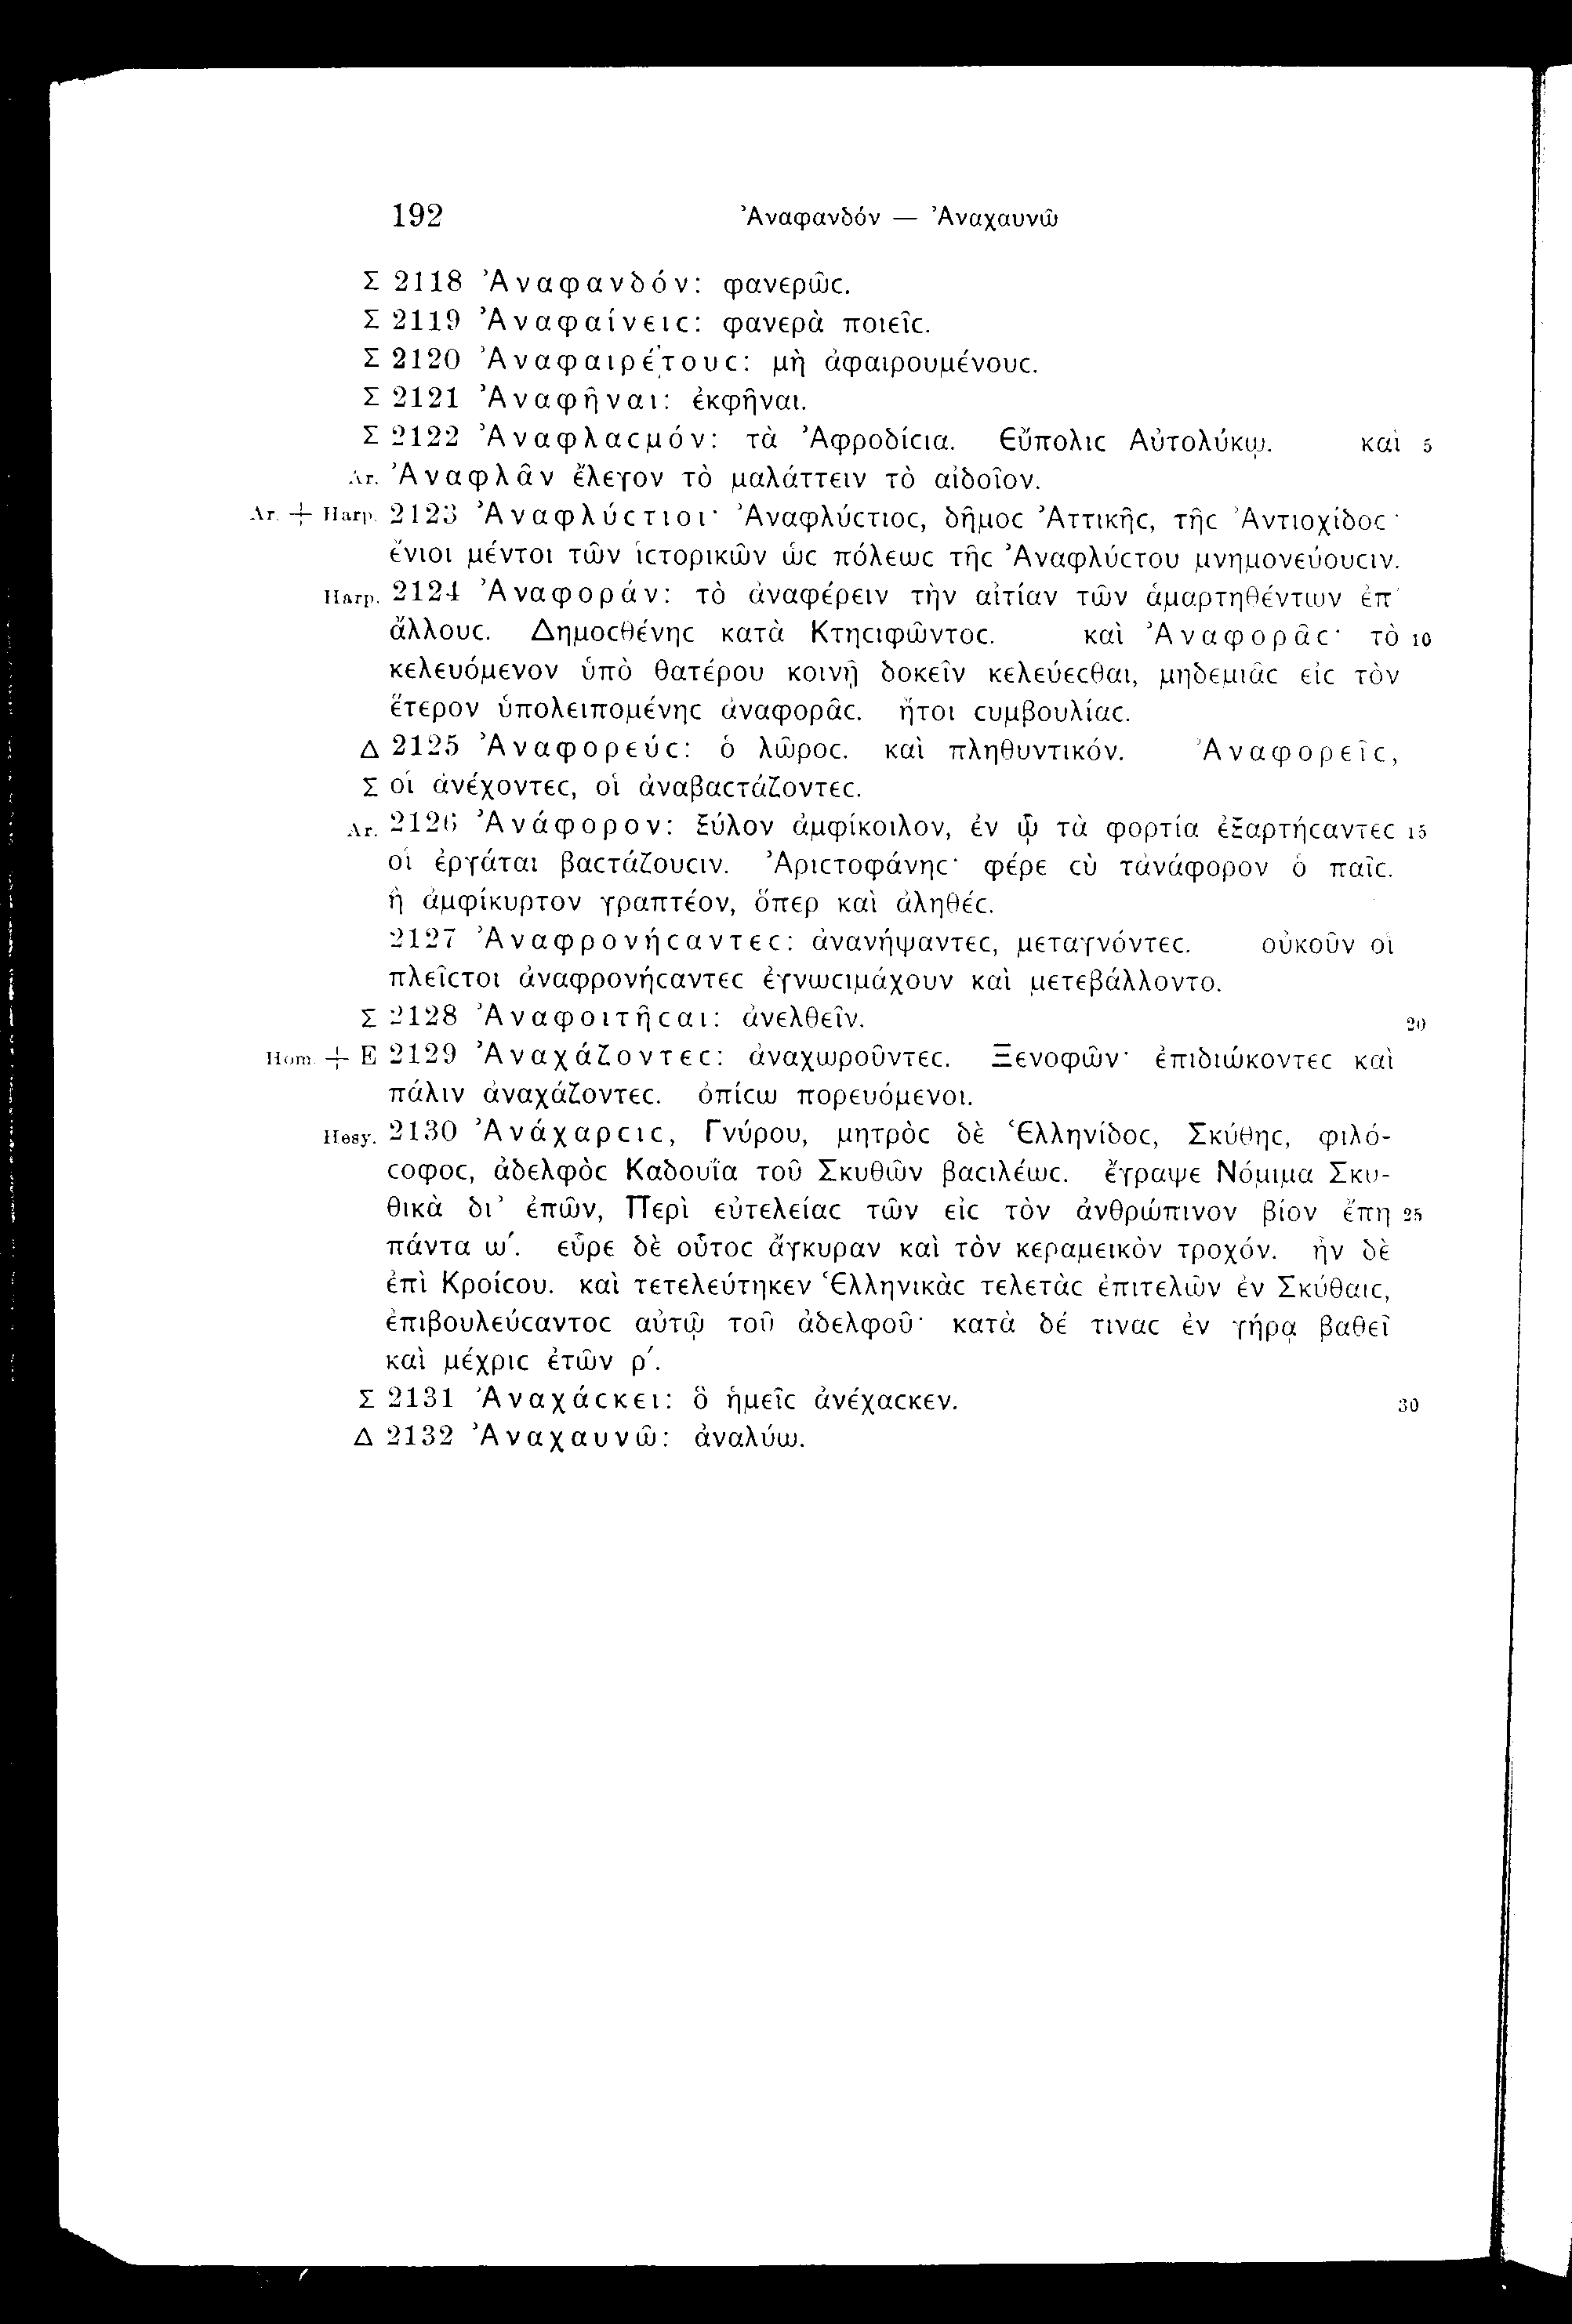 192 Ἀναφανδόν — Ἀναχαυνῶ
Σ 2118 Ἀναφανδόν: φανερῶϲ.
Σ 2119 Ἀναφαίνειϲ: φανερὰ ποιεῖϲ.
Σ 2120 Ἀναφαιρέτουϲ: μὴ ἀφαιρουμένουϲ.
Σ 2121 Ἀναφῆναι: ἐκφῆναι.
Σ 2122 Ἀναφλαϲμόν: τὰ Ἀφροδίϲια. Εὔπολιϲ Αὐτολύκῳ. καὶ 5
Ar. Ἀναφλᾶν ἔλεγον τὸ μαλάττειν τὸ αἰδοῖον.
Ar. + Harp. 2123 Ἀναφλύϲτιοι· Ἀναφλύϲτιοϲ, δῆμοϲ Ἀττικῆϲ, τῆϲ Ἀντιοχίδοϲ·
ἔνιοι μέντοι τῶν ἱϲτορικῶν ὡϲ πόλεωϲ τῆϲ Ἀναφλύϲτου μνημονεύουϲιν.
Harp. 2124 Ἀναφοράν: τὸ ἀναφέρειν τὴν αἰτίαν τῶν ἁμαρτηθέντων ἐπ'
ἄλλουϲ. Δημοϲθένηϲ κατὰ Κτηϲιφῶντοϲ. καὶ Ἀναφορᾶϲ· τὸ 10
κελευόμενον ὑπὸ θατέρου κοινῇ δοκεῖν κελεύεϲθαι, μηδεμιᾶϲ εἰϲ τὸν
ἕτερον ὑπολειπομένηϲ ἀναφορᾶϲ. ἤτοι ϲυμβουλίαϲ.
Δ 2125 Ἀναφορεύϲ: ὁ λῶροϲ. καὶ πληθυντικόν. Ἀναφορεῖϲ,
Σ οἱ ἀνέχοντεϲ, οἱ ἀναβαϲτάζοντεϲ.
Ar. 2126 Ἀνάφορον: ξύλον ἀμφίκοιλον, ἐν ᾧ τὰ φορτία ἐξαρτήϲαντεϲ 15
οἱ ἐργάται βαϲτάζουϲιν. Ἀριϲτοφάνηϲ· φέρε ϲὺ τἀνάφορον ὁ παῖϲ.
ἢ ἀμφίκυρτον γραπτέον, ὅπερ καὶ ἀληθέϲ.
2127 Ἀναφρονήϲαντεϲ: ἀνανήψαντεϲ, μεταγνόντεϲ. οὐκοῦν οἱ
πλεῖϲτοι ἀναφρονήϲαντεϲ ἐγνωϲιμάχουν καὶ μετεβάλλοντο.
Σ 2128 Ἀναφοιτῆϲαι: ἀνελθεῖν. 20
Hom. + E 2129 Ἀναχάζοντεϲ: ἀναχωροῦντεϲ. Ξενοφῶν· ἐπιδιώκοντεϲ καὶ
πάλιν ἀναχάζοντεϲ. ὀπίϲω πορευόμενοι.
Hesy. 2130 Ἀνάχαρϲιϲ, Γνύρου, μητρὸϲ δὲ Ἑλληνίδοϲ, Σκύθηϲ, φιλό-
ϲοφοϲ, ἀδελφὸϲ Καδουΐα τοῦ Σκυθῶν βαϲιλέωϲ. ἔγραψε Νόμιμα Σκυ-
θικὰ δι' ἐπῶν, Περὶ εὐτελείαϲ τῶν εἰϲ τὸν ἀνθρώπινον βίον ἔπη 25
πάντα ω΄. εὗρε δὲ οὗτοϲ ἄγκυραν καὶ τὸν κεραμεικὸν τροχόν. ἦν δὲ
ἐπὶ Κροίϲου. καὶ τετελεύτηκεν Ἑλληνικὰϲ τελετὰϲ ἐπιτελῶν ἐν Σκύθαιϲ,
ἐπιβουλεύϲαντοϲ αὐτῷ τοῦ ἀδελφοῦ· κατὰ δέ τιναϲ ἐν γήρᾳ βαθεῖ
καὶ μέχριϲ ἐτῶν ρ΄.
Σ 2131 Ἀναχάϲκει: ὃ ἡμεῖϲ ἀνέχαϲκεν. 30
Δ 2132 Ἀναχαυνῶ: ἀναλύω.